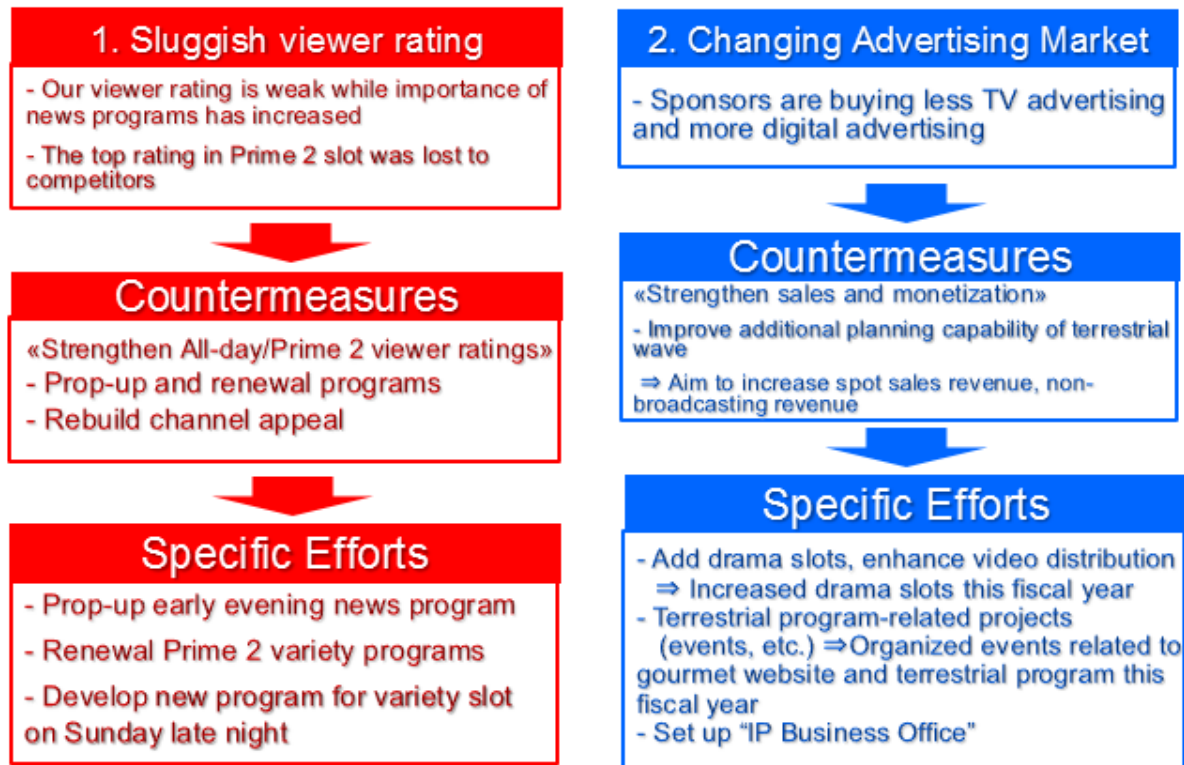 1. Sluggish viewer rating
- Our viewer rating is weak while importance of
news programs has increased
- The top rating in Prime 2 slot was lost to
competitors
Countermeasures
«Strengthen All-day/Prime 2 viewer ratings»
- Prop-up and renewal programs
- Rebuild channel appeal
Specific Efforts
- Prop-up early evening news program
- Renewal Prime 2 variety programs
- Develop new program for variety slot
on Sunday late night
2. Changing Advertising Market
- Sponsors are buying less TV advertising
and more digital advertising
Countermeasures
«Strengthen sales and monetization»
- Improve additional planning capability of terrestrial
wave
⇒ Aim to increase spot sales revenue, non-
broadcasting revenue
Specific Efforts
- Add drama slots, enhance video distribution
⇒ Increased drama slots this fiscal year
- Terrestrial program-related projects
(events, etc.) ⇒Organized events related to
gourmet website and terrestrial program this
fiscal year
- Set up “IP Business Office”